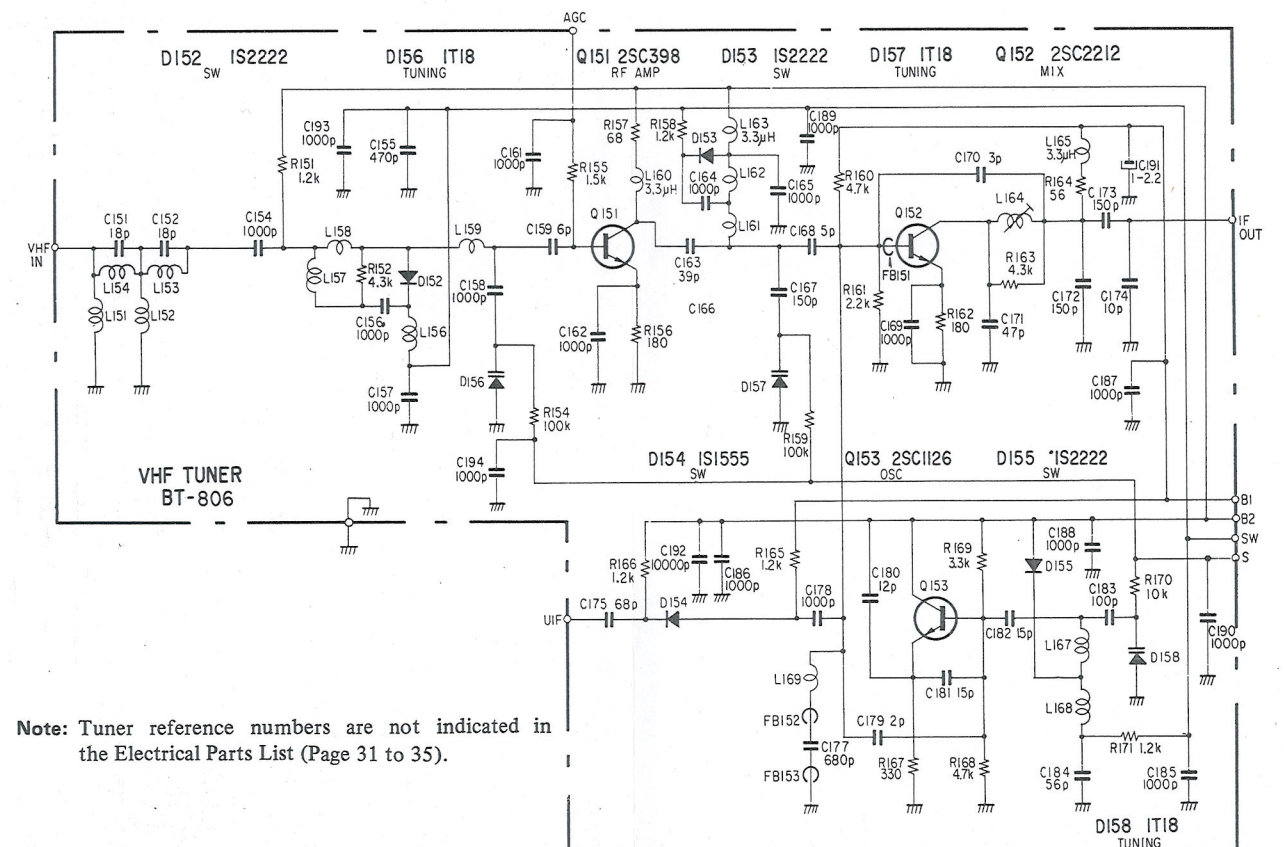 AGC
D152 IS2222
SW
D156 IT18
TUNING
Q151 2SC398
RF AMP
D153 IS2222
SW
D157 IT18
TUNING
Q152 2SC2212
MIX
C193
1000p
C155
470p
C161
1000p
R157
68
R158
1.2k
D153
L163
3.3μH
C189
1000p
L165
3.3μH
C191
1-2.2
R151
1.2k
R155
1.5k
L160
3.3μH
C164
1000p
L162
C165
1000p
R160
4.7k
C170 3p
R164
56
C173
150p
C151
18p
C152
18p
C154
1000p
L158
L159
C159 6p
Q151
L161
C168 5p
Q152
L164
VHF
IN
IF
OUT
L154
L153
L157
R152
4.3k
D152
C163
39p
FB151
R163
4.3k
L151
L152
C156
1000p
L156
C158
1000p
C162
1000p
R156
180
C166
C167
150p
R161
2.2k
C169
1000p
R162
180
C171
47p
C172
150p
C174
10p
C157
1000p
D156
R154
100k
D157
R159
100k
C187
1000p
VHF TUNER
BT-806
C194
1000p
D154 IS1555
SW
Q153 2SC1126
OSC
D155 IS2222
SW
B1
B2
SW
S
R166
1.2k
C192
10000p
C186
1000p
R165
1.2k
C180
12p
R169
3.3k
C188
1000p
D155
R170
10k
UIF
C175 68p
D154
C178
1000p
Q153
C182 15p
C183
100p
C190
1000p
L167
D158
L169
C181 15p
L168
FB152
C179 2p
C177
680p
R171 1.2k
FB153
R167
330
R168
4.7k
C184
56p
C185
1000p
D158 IT18
TUNING
Note: Tuner reference numbers are not indicated in
the Electrical Parts List (Page 31 to 35).